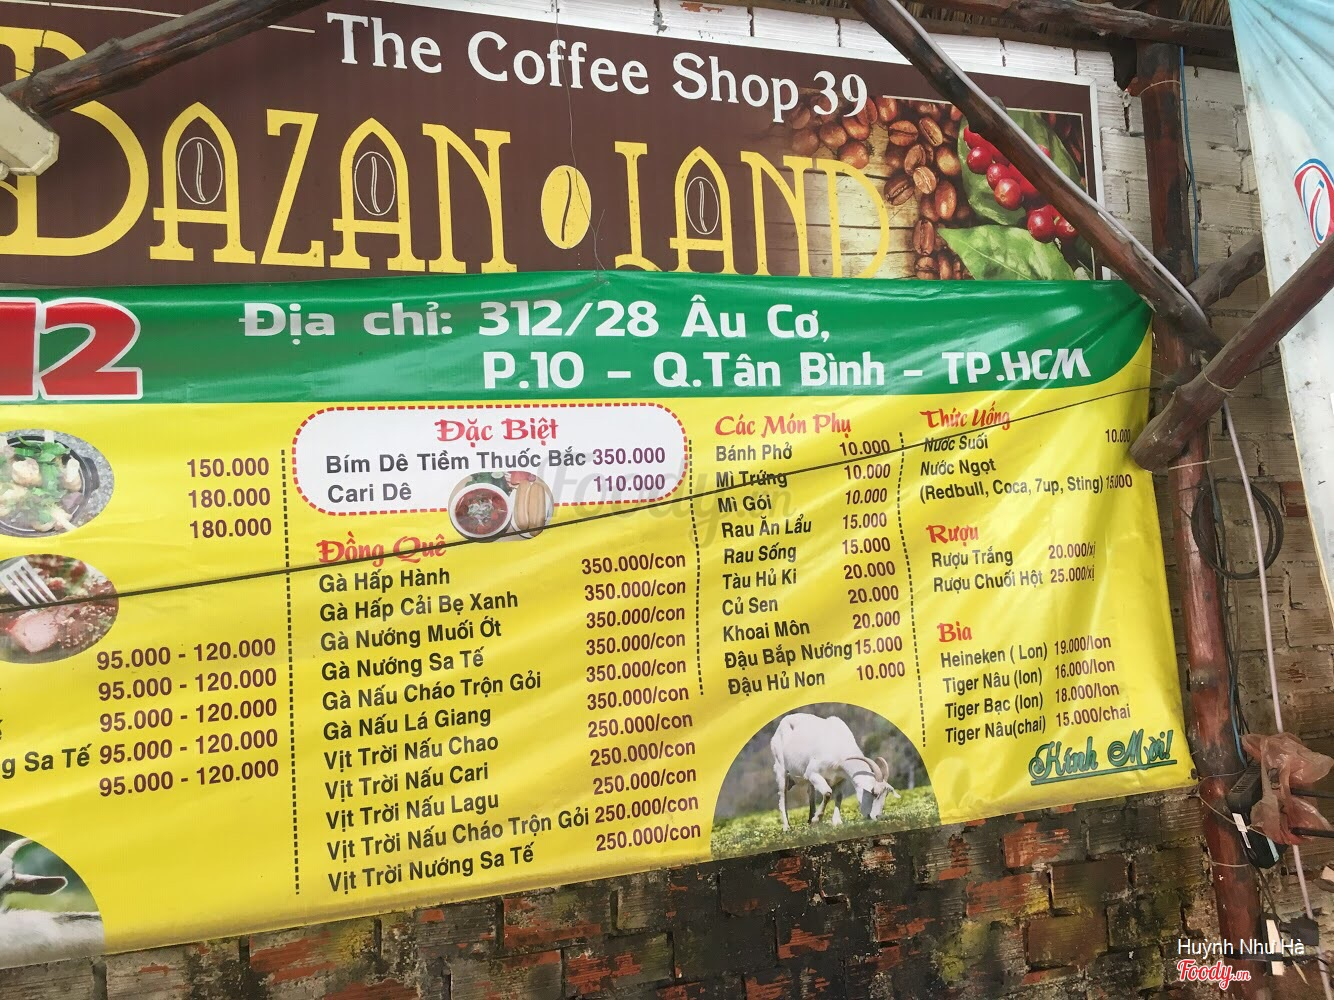 The Coffee Shop 39
BAZAN LAND
12
Địa chỉ: 312/28 Âu Cơ,
P.10 - Q.Tân Bình - TP.HCM
150.000
180.000
180.000
95.000 - 120.000
95.000 - 120.000
95.000 - 120.000
g Sa Tế 95.000 - 120.000
95.000 - 120.000
Đặc Biệt
Bím Dê Tiềm Thuốc Bắc 350.000
Cari Dê 110.000
Đồng Quê
Gà Hấp Hành 350.000/con
Gà Hấp Cải Bẹ Xanh 350.000/con
Gà Nướng Muối Ớt 350.000/con
Gà Nướng Sa Tế 350.000/con
Gà Nấu Cháo Trộn Gỏi 350.000/con
Gà Nấu Lá Giang 350.000/con
Vịt Trời Nấu Chao 250.000/con
Vịt Trời Nấu Cari 250.000/con
Vịt Trời Nấu Lagu 250.000/con
Vịt Trời Nấu Cháo Trộn Gỏi 250.000/con
Vịt Trời Nướng Sa Tế 250.000/con
Các Món Phụ
Bánh Phở 10.000
Mì Trứng 10.000
Mì Gói 10.000
Rau Ăn Lẩu 15.000
Rau Sống 15.000
Tàu Hủ Ki 20.000
Củ Sen 20.000
Khoai Môn 20.000
Đậu Bắp Nướng 15.000
Đậu Hủ Non 10.000
Thức Uống
Nước Suối 10.000
Nước Ngọt
(Redbull, Coca, 7up, Sting) 15.000
Rượu
Rượu Trắng 20.000/xị
Rượu Chuối Hột 25.000/xị
Bia
Heineken ( Lon) 19.000/lon
Tiger Nâu (lon) 16.000/lon
Tiger Bạc (lon) 18.000/lon
Tiger Nâu(chai) 15.000/chai
Kính Mời!
foody.vn
Huỳnh Như Hà
Foody.vn